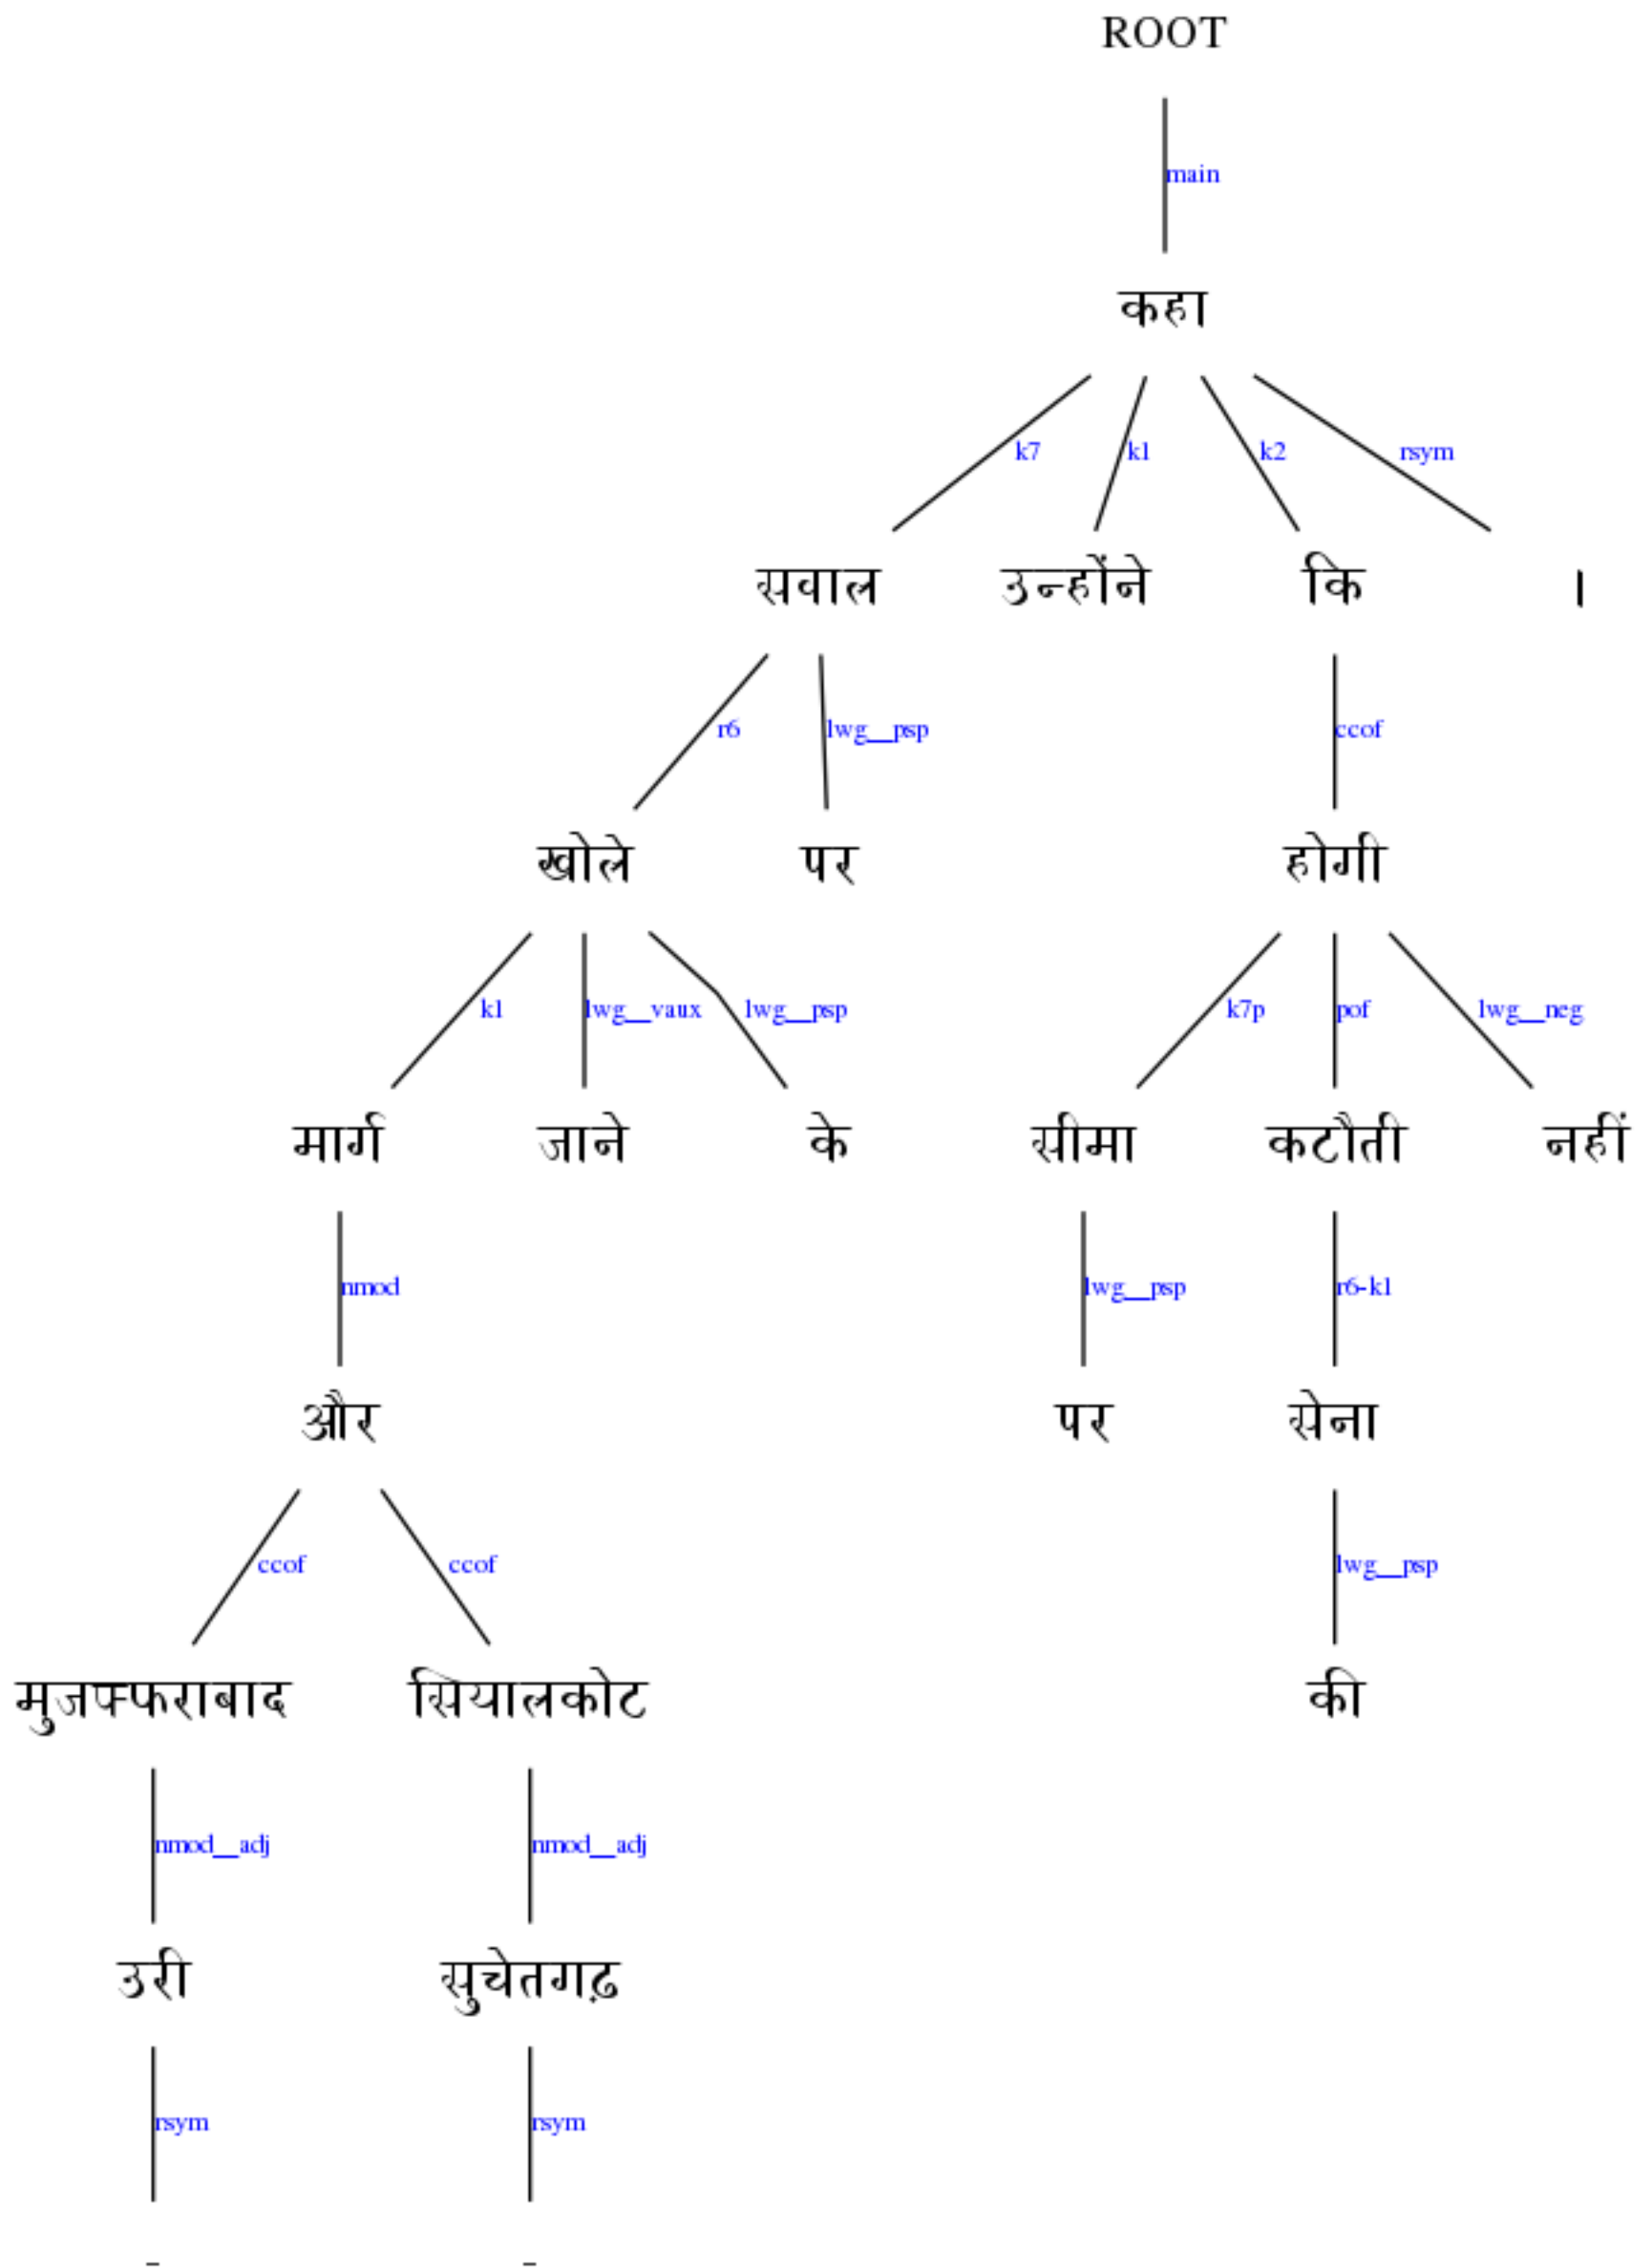 ROOT
main
कहा
k7 k1 k2 rsym
सवाल उन्होंने कि ।
r6 lwg__psp ccof
खोले पर होगी
k1 lwg__vaux lwg__psp k7p pof lwg__neg
मार्ग जाने के सीमा कटौती नहीं
nmod lwg__psp r6-k1
और पर सेना
ccof ccof lwg__psp
मुजफ्फराबाद सियालकोट की
nmod__adj nmod__adj
उरी सुचेतगढ़
rsym rsym
- -